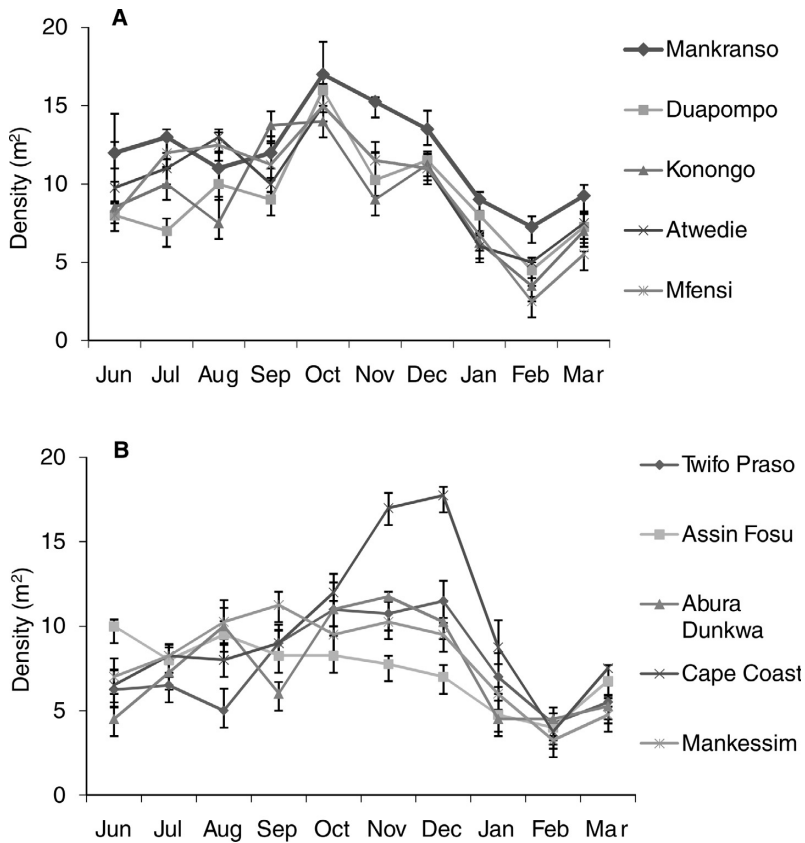 A
20
15
10
5
0
Density (m²)
Jun Jul Aug Sep Oct Nov Dec Jan Feb Mar
Mankranso
Duapompo
Konongo
Atwedie
Mfensi
B
20
15
10
5
0
Density (m²)
Jun Jul Aug Sep Oct Nov Dec Jan Feb Mar
Twifo Praso
Assin Fosu
Abura
Dunkwa
Cape Coast
Mankessim